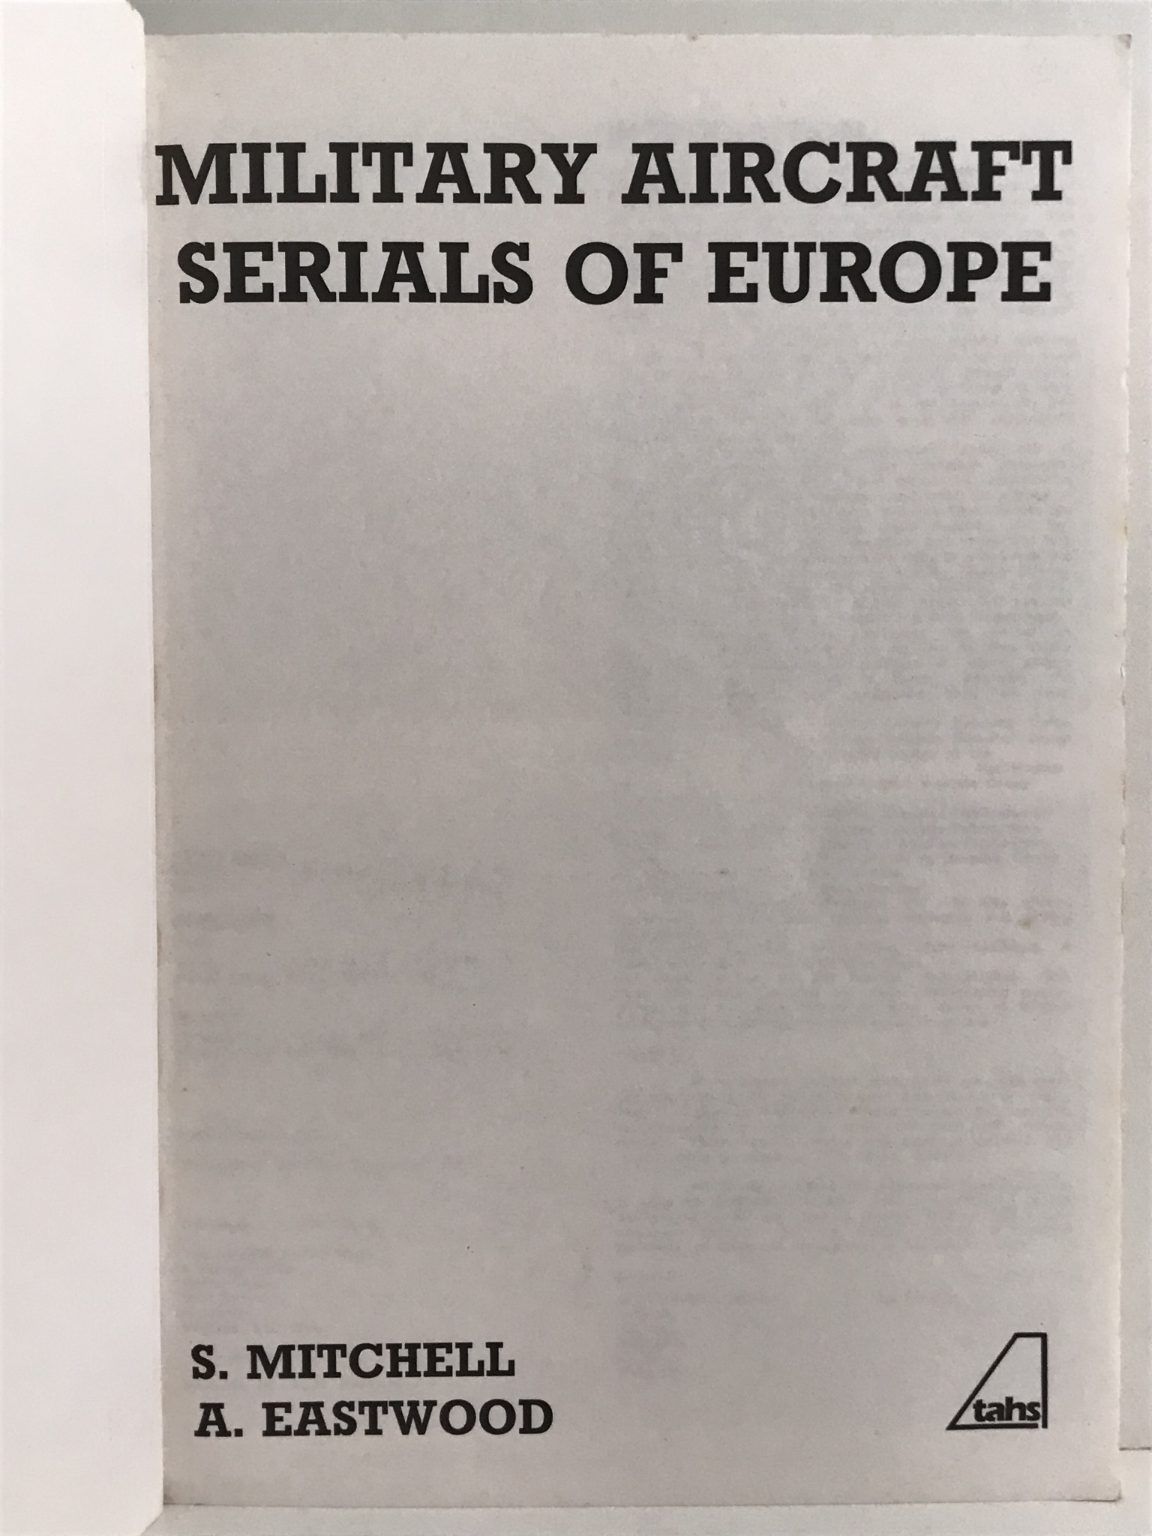 MILITARY AIRCRAFT
SERIALS OF EUROPE
S. MITCHELL
A. EASTWOOD
tahs